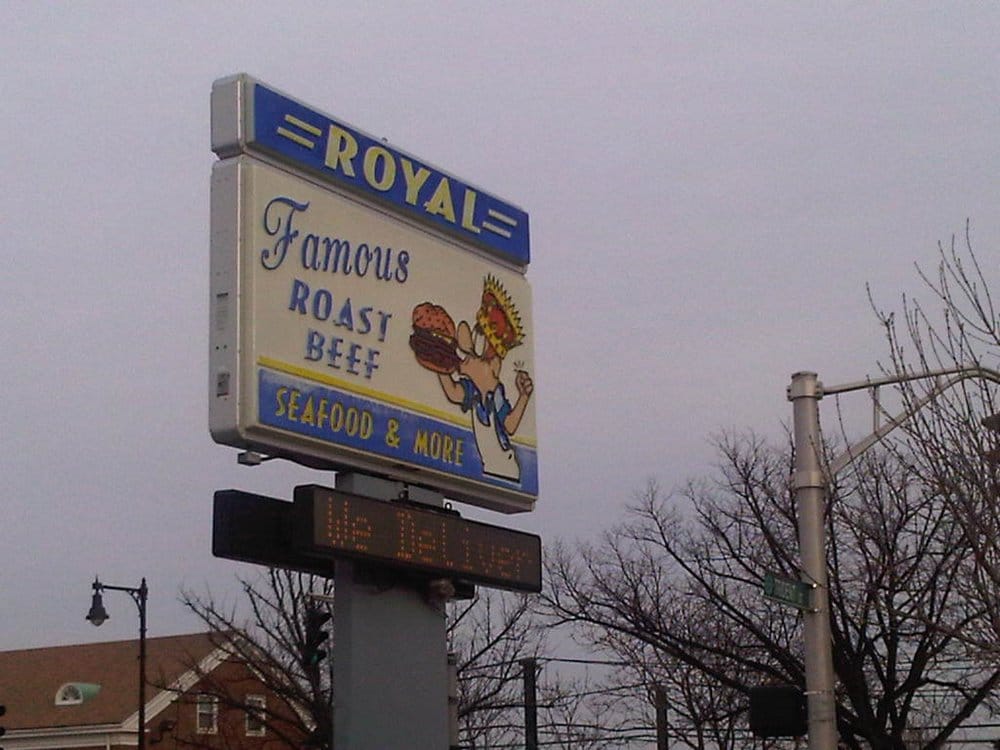 ROYAL
Famous
ROAST
BEEF
SEAFOOD & MORE
We Deliver